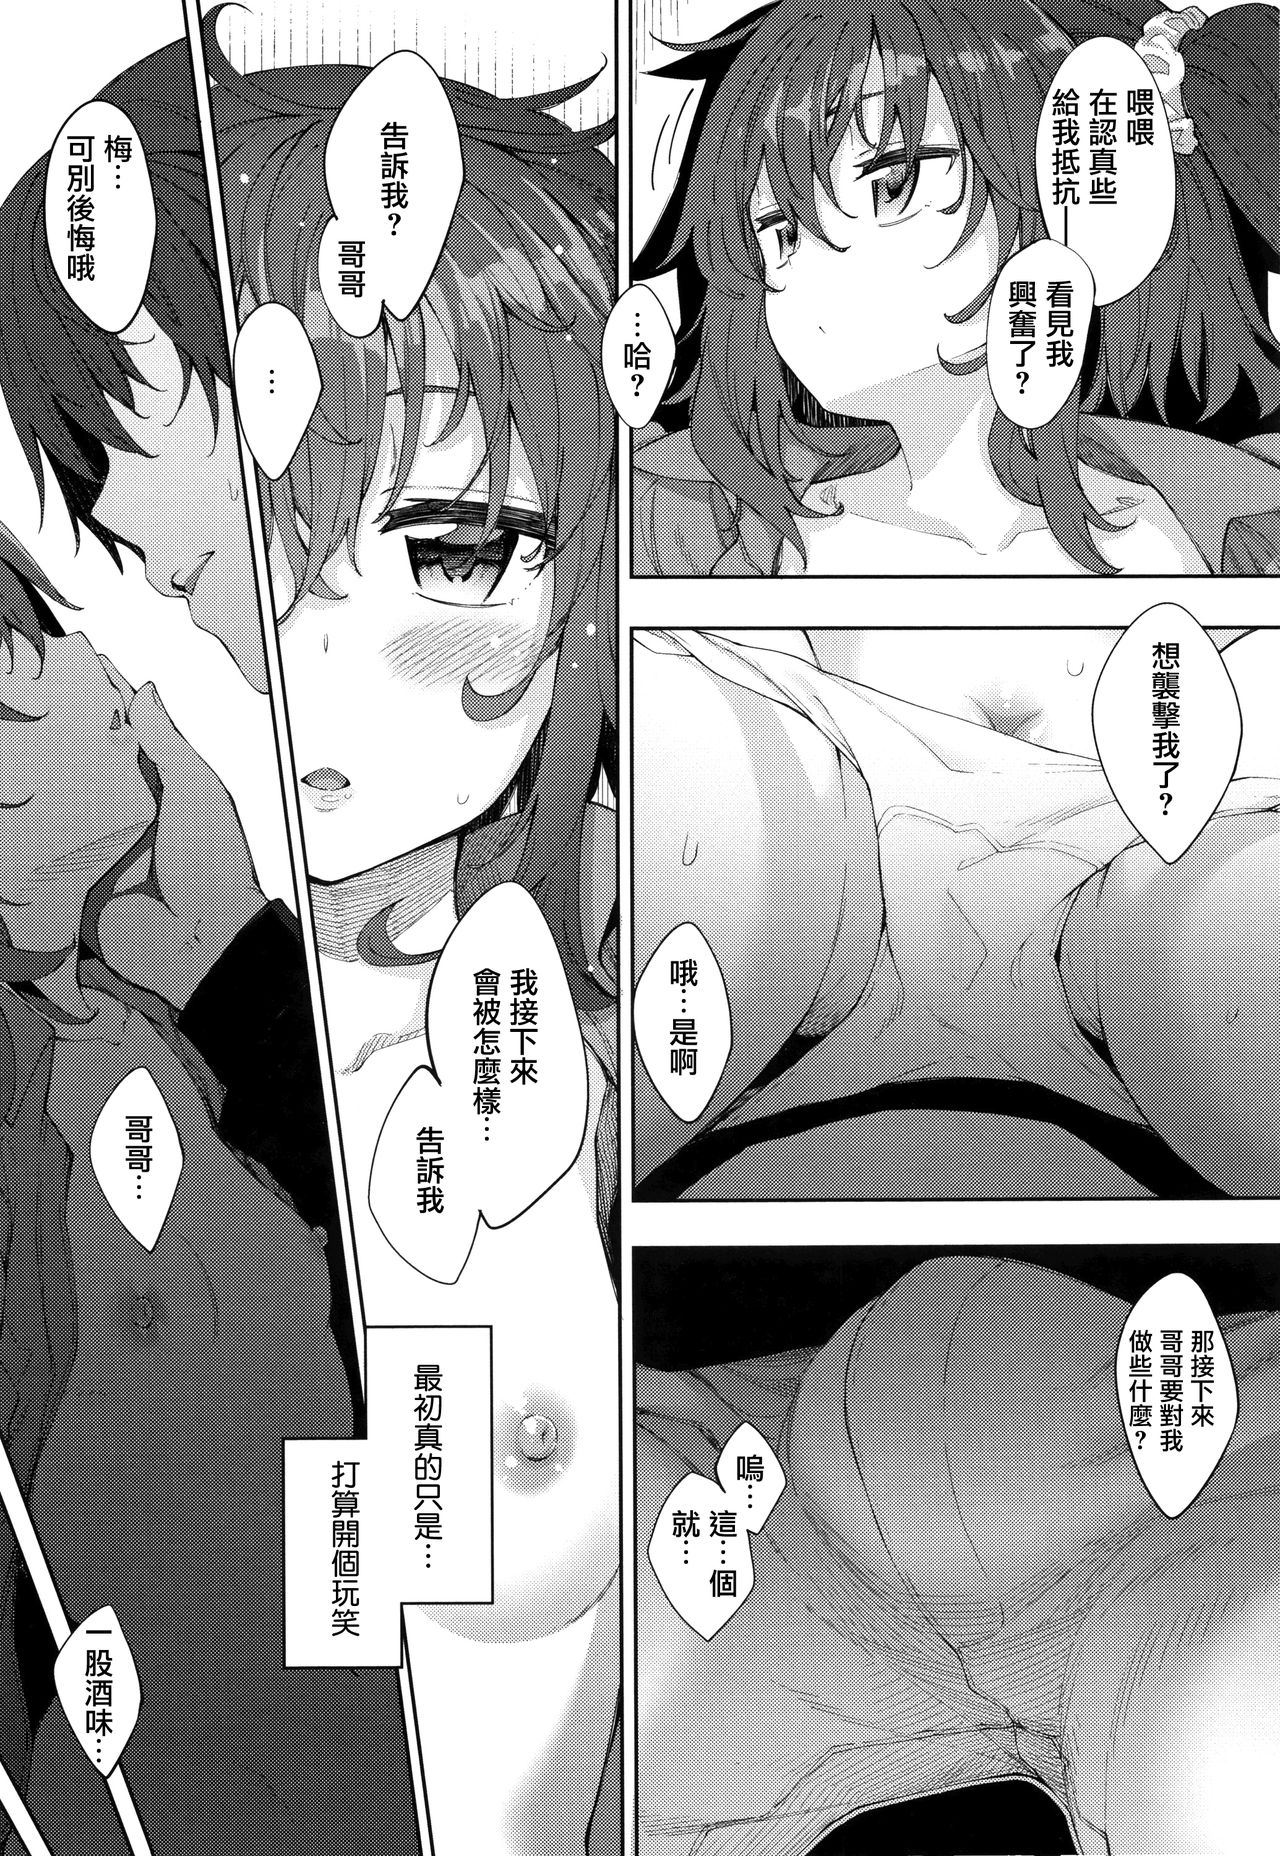 喂喂
在認真些
給我抵抗—
看見我
興奮了?
…哈?
想襲擊我了?
哦…是啊
那接下來
哥哥要對我
做些什麼?
嗚…
這…個
就…
告訴我?
哥哥
…
我接下來
會被怎麼樣…
告訴我
最初真的只是…
打算開個玩笑
梅…
可別後悔哦
哥哥…
一股酒味…